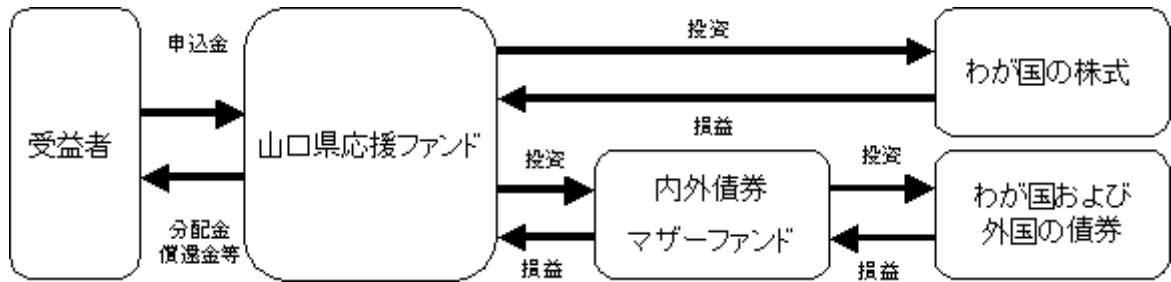 受益者
申込金
分配金
償還金等
山口県応援ファンド
投資
損益
わが国の株式
投資
損益
内外債券
マザーファンド
投資
損益
わが国および
外国の債券